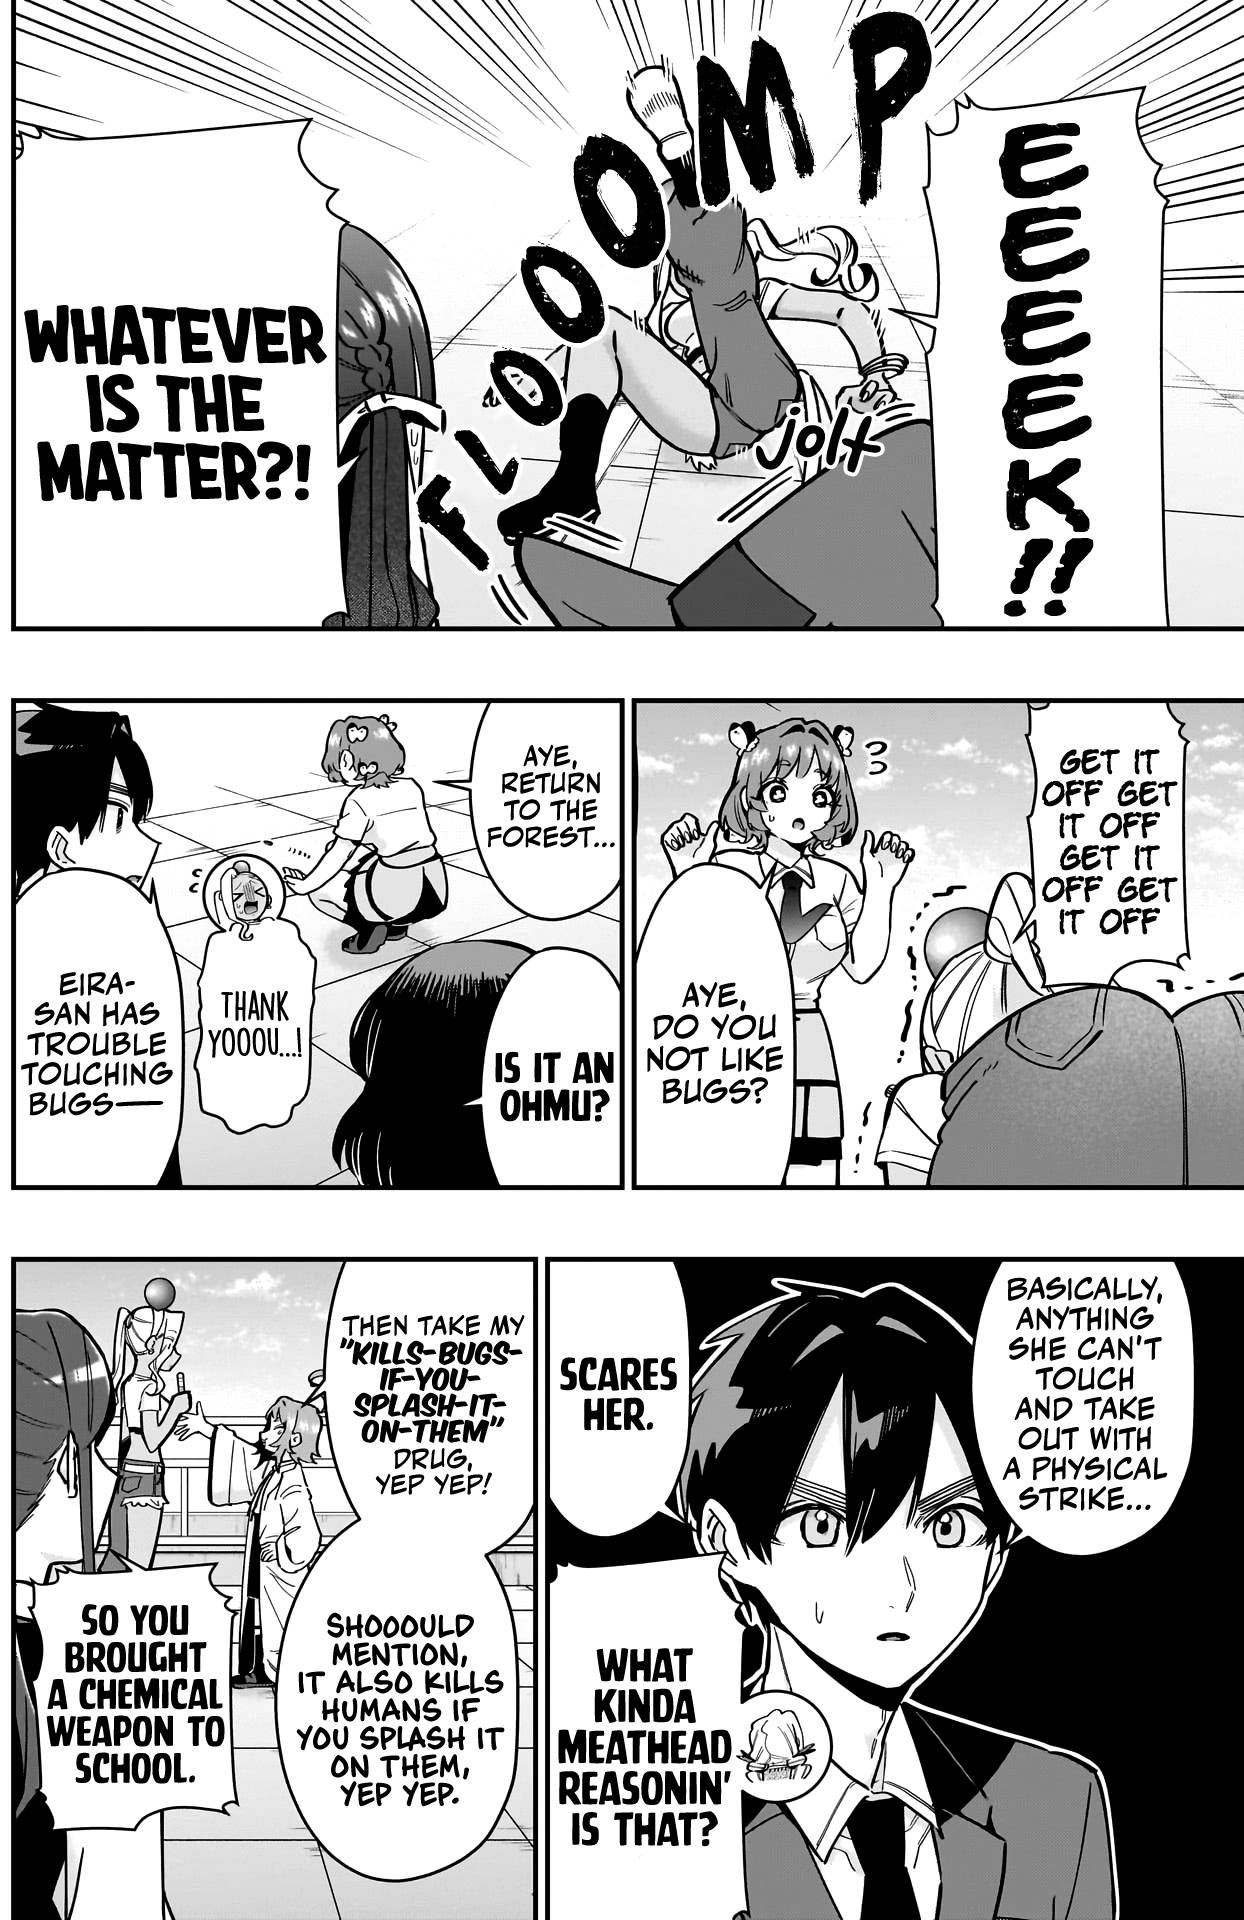 EEEEEK!!
FLOOOOMP
jolt
WHATEVER
IS THE
MATTER?!
GET IT
OFF GET
IT OFF
GET IT
OFF GET
IT OFF
AYE,
DO YOU
NOT LIKE
BUGS?
AYE,
RETURN
TO THE
FOREST...
IS IT AN
OHMU?
THANK
YOOOU...!
EIRA-
SAN HAS
TROUBLE
TOUCHING
BUGS—
BASICALLY,
ANYTHING
SHE CAN'T
TOUCH
AND TAKE
OUT WITH
A PHYSICAL
STRIKE...
SCARES
HER.
WHAT
KINDA
MEATHEAD
REASONIN'
IS THAT?
THEN TAKE MY
"KILLS-BUGS-
IF-YOU-
SPLASH-IT-
ON-THEM"
DRUG,
YEP YEP!
SHOOOULD
MENTION,
IT ALSO KILLS
HUMANS IF
YOU SPLASH IT
ON THEM,
YEP YEP.
SO YOU
BROUGHT
A CHEMICAL
WEAPON TO
SCHOOL.